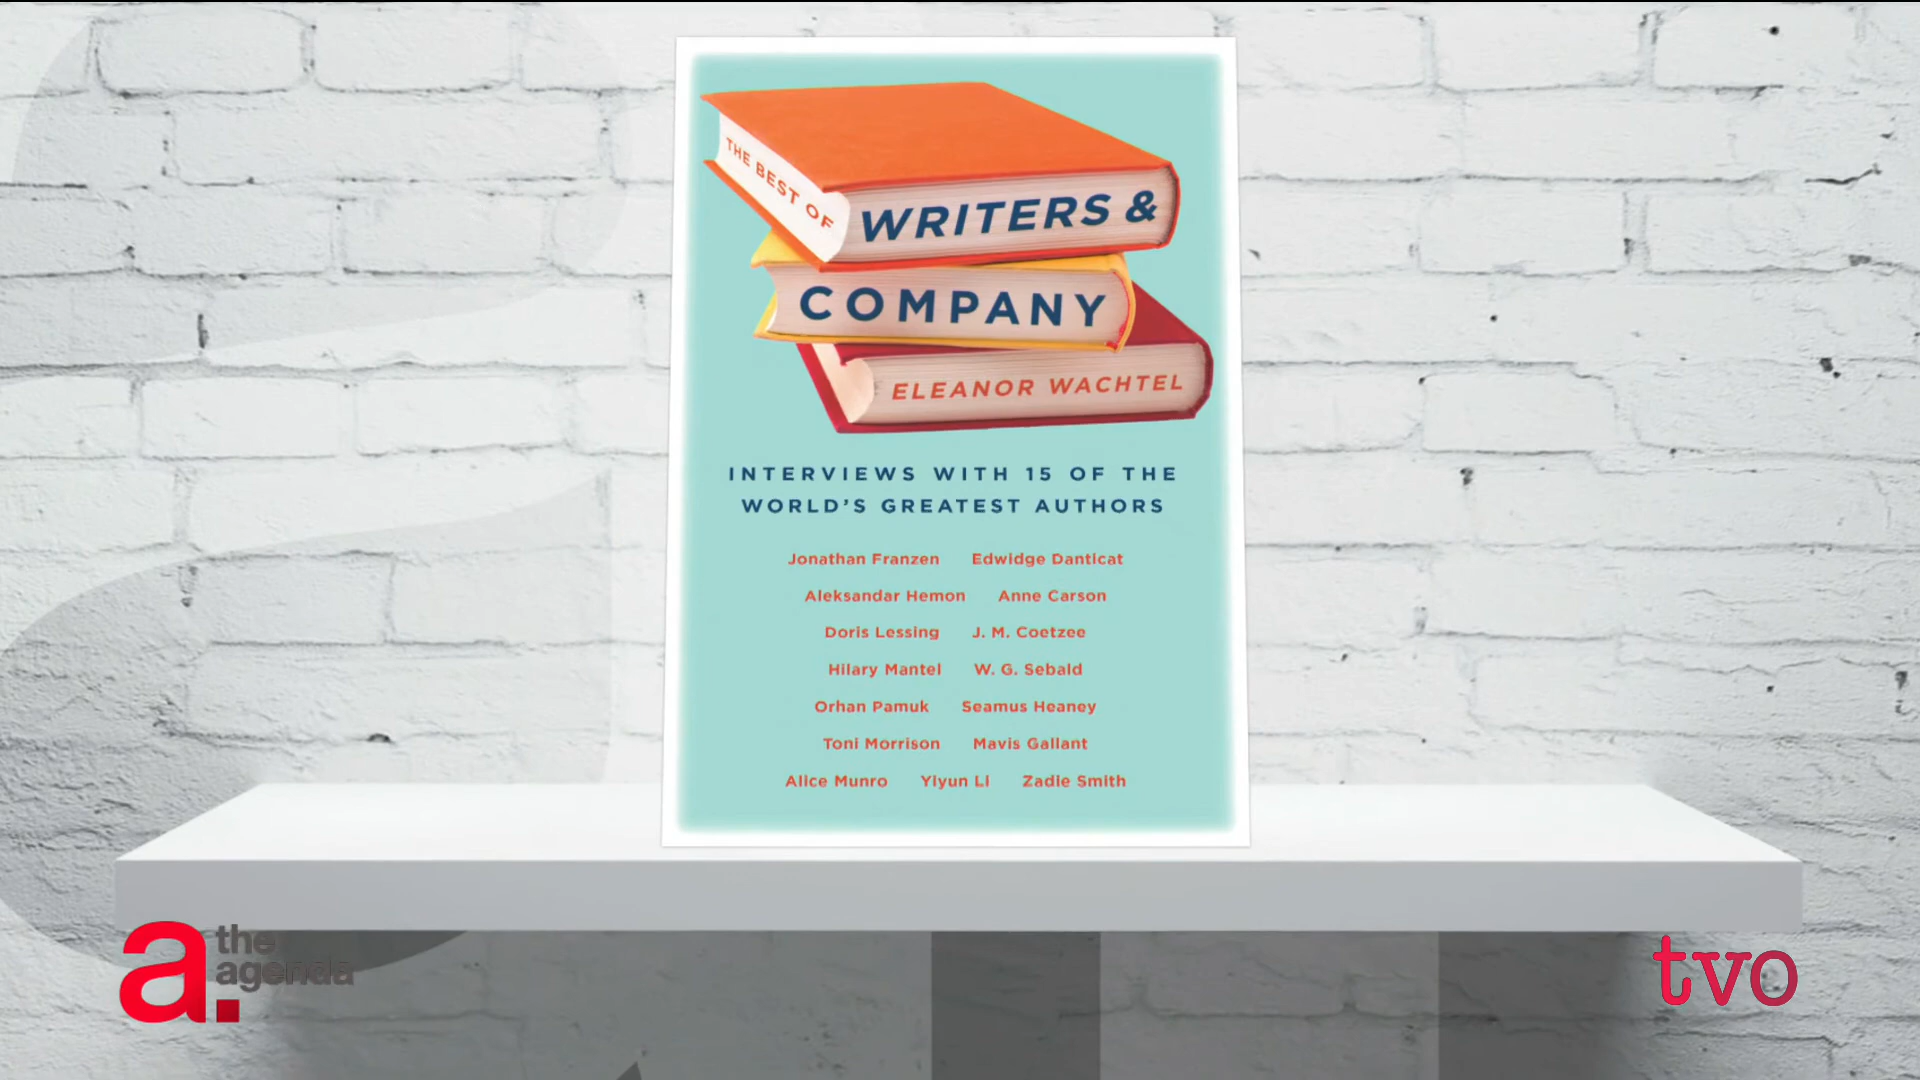 THE BEST OF
WRITERS &
COMPANY
ELEANOR WACHTEL
INTERVIEWS WITH 15 OF THE
WORLD'S GREATEST AUTHORS
Jonathan Franzen Edwidge Danticat
Aleksandar Hemon Anne Carson
Doris Lessing J. M. Coetzee
Hilary Mantel W. G. Sebald
Orhan Pamuk Seamus Heaney
Toni Morrison Mavis Gallant
Alice Munro Yiyun Li Zadie Smith
a. the
agenda
tvo